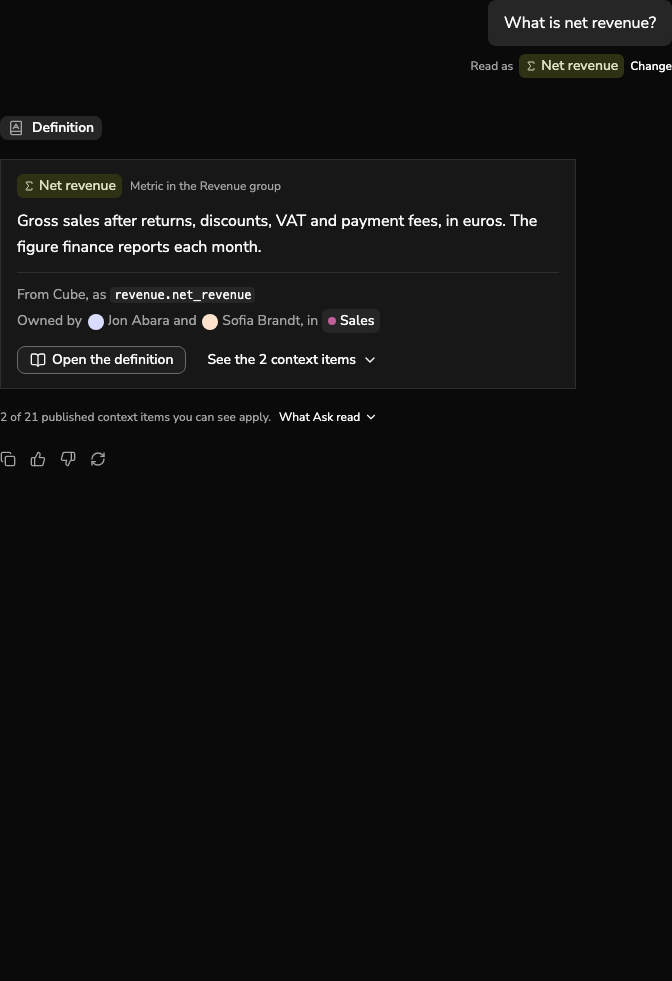 What is net revenue?
Read as Σ Net revenue Change
Definition
Σ Net revenue Metric in the Revenue group
Gross sales after returns, discounts, VAT and payment fees, in euros. The
figure finance reports each month.
From Cube, as revenue.net_revenue
Owned by Jon Abara and Sofia Brandt, in Sales
Open the definition See the 2 context items
2 of 21 published context items you can see apply. What Ask read